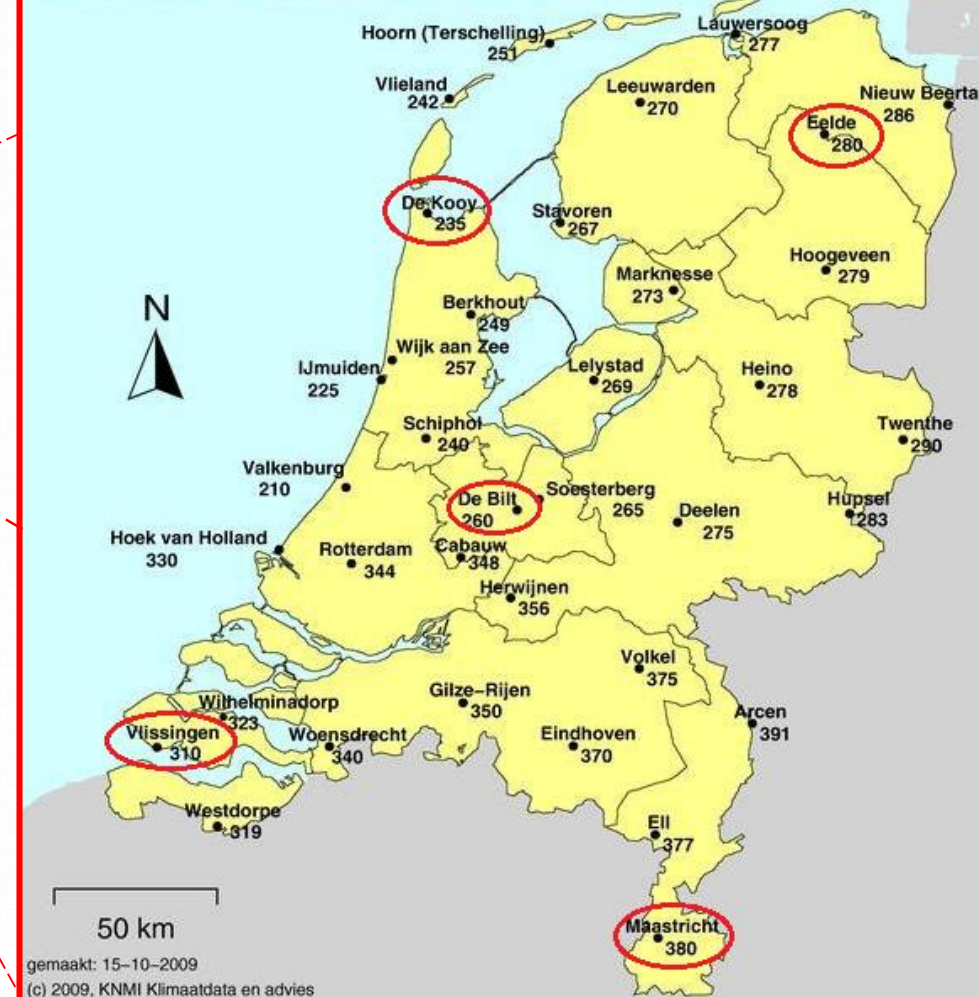 Lauwersoog
277
Hoorn (Terschelling)
251
Vlieland
242
Leeuwarden
270
Nieuw Beerta
286
Eelde
280
De Kooy
235
Stavoren
267
Hoogeveen
279
Marknesse
273
N
Berkhout
249
Wijk aan Zee
257
IJmuiden
225
Lelystad
269
Heino
278
Schiphol
240
Twenthe
290
Valkenburg
210
De Bilt
260
Soesterberg
265
Deelen
275
Hupsel
283
Hoek van Holland
330
Rotterdam
344
Cabauw
348
Herwijnen
356
Volkel
375
Gilze-Rijen
350
Wilhelminadorp
323
Vlissingen
310
Woensdrecht
340
Eindhoven
370
Arcen
391
Westdorpe
319
Ell
377
50 km
Maastricht
380
gemaakt: 15-10-2009
(c) 2009, KNMI Klimaatdata en advies